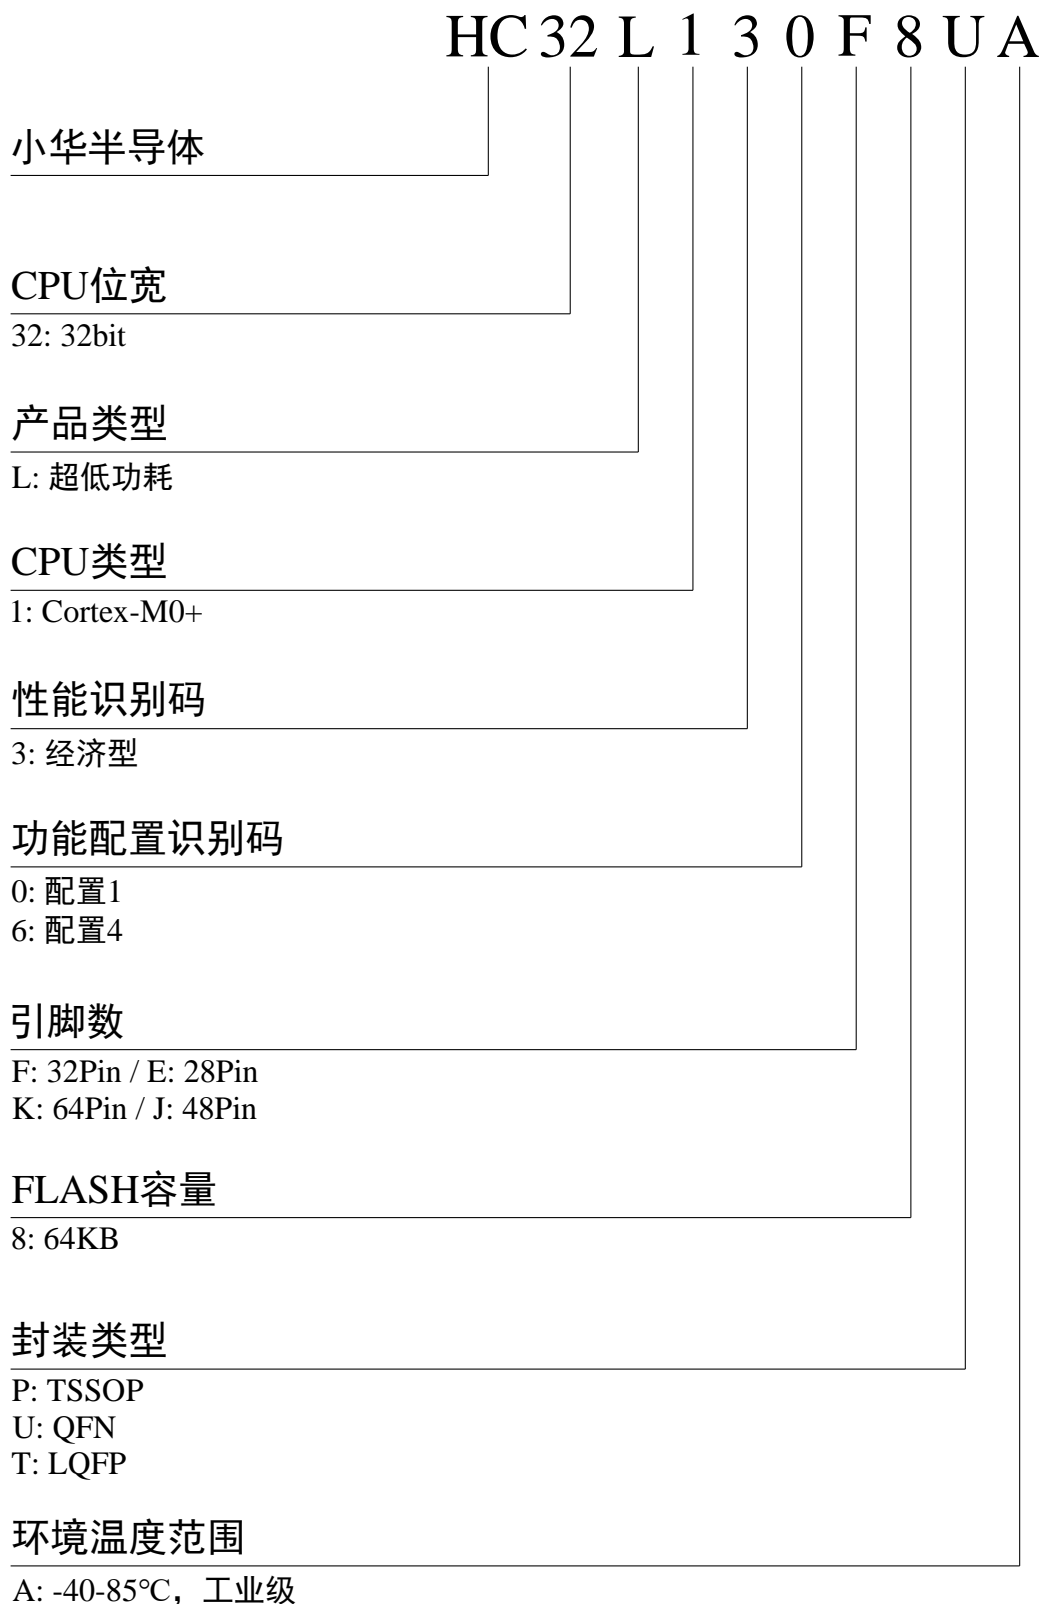 HC 32 L 1 3 0 F 8 U A
小华半导体
CPU位宽
32: 32bit
产品类型
L: 超低功耗
CPU类型
1: Cortex-M0+
性能识别码
3: 经济型
功能配置识别码
0: 配置1
6: 配置4
引脚数
F: 32Pin / E: 28Pin
K: 64Pin / J: 48Pin
FLASH容量
8: 64KB
封装类型
P: TSSOP
U: QFN
T: LQFP
环境温度范围
A: -40-85℃，工业级